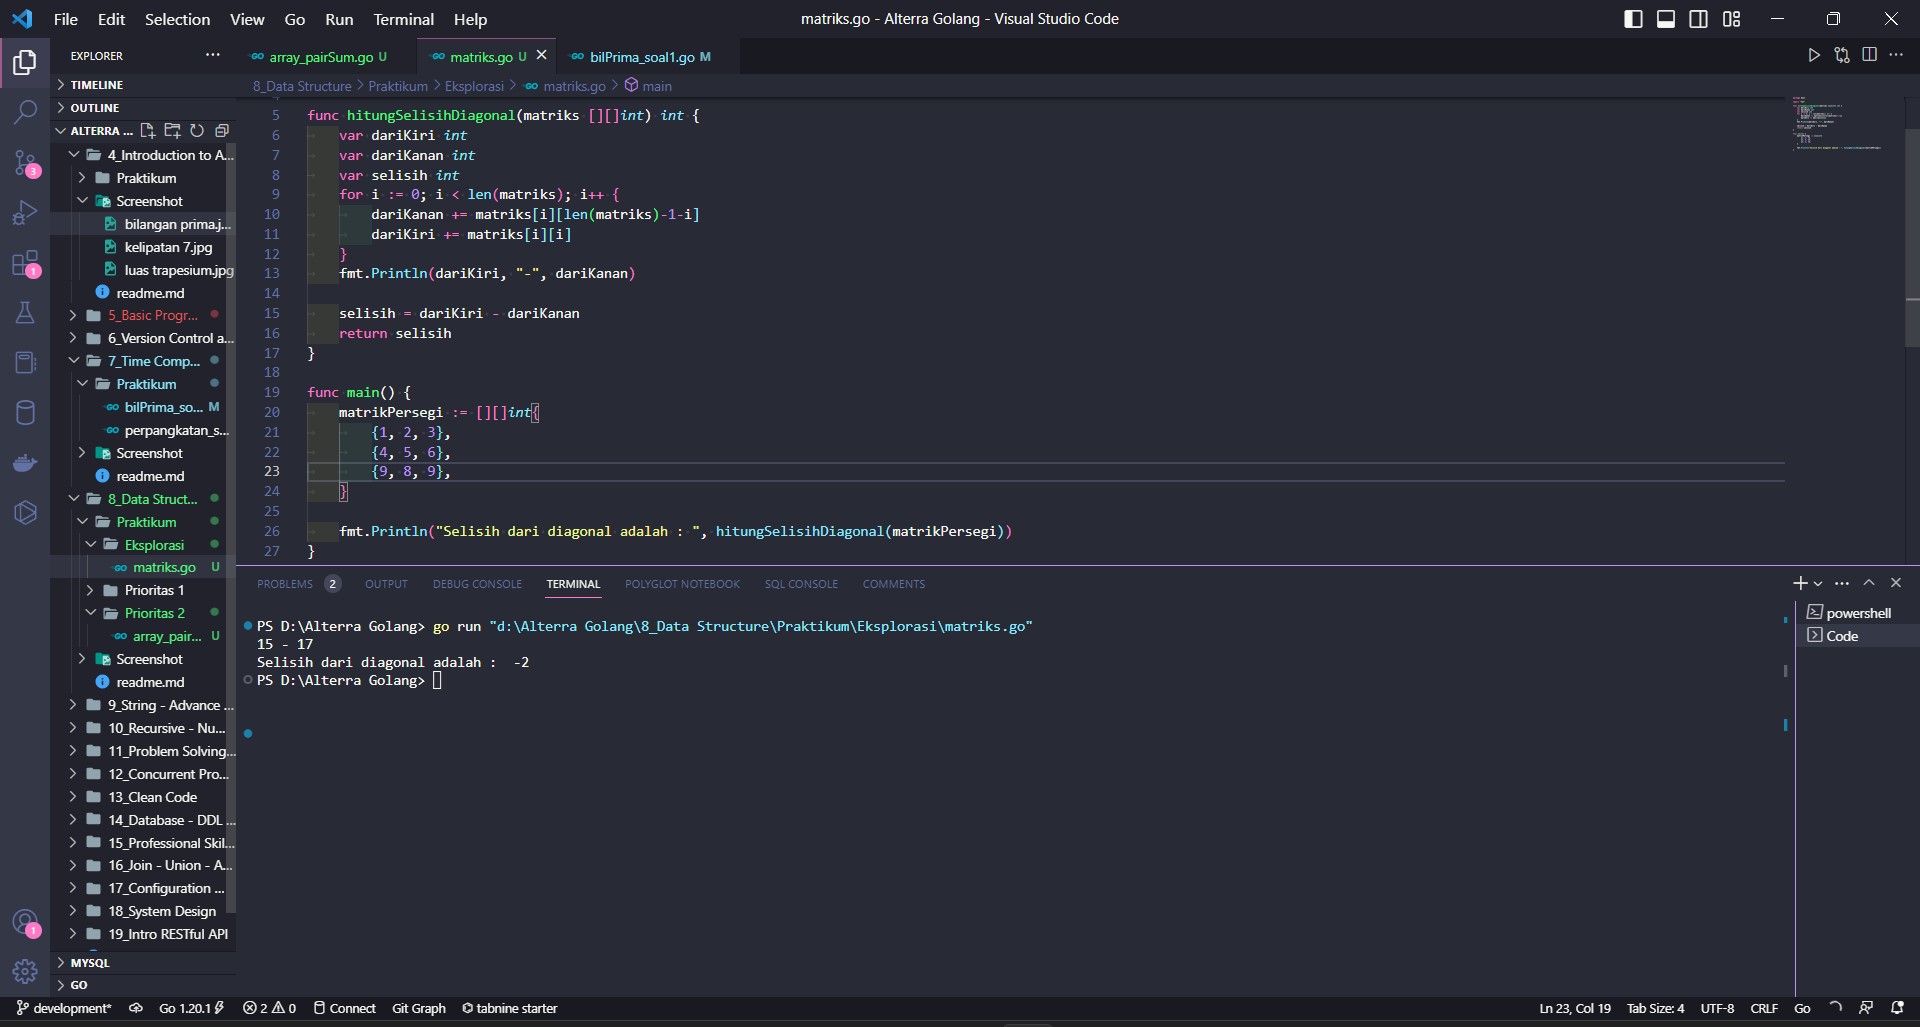 File Edit Selection View Go Run Terminal Help
matriks.go - Alterra Golang - Visual Studio Code
EXPLORER
TIMELINE
OUTLINE
ALTERRA ...
4_Introduction to A...
Praktikum
Screenshot
bilangan prima.j...
kelipatan 7.jpg
luas trapesium.jpg
readme.md
5_Basic Progr...
6_Version Control a...
7_Time Comp...
Praktikum
bilPrima_so... M
perpangkatan_s...
Screenshot
readme.md
8_Data Struct...
Praktikum
Eksplorasi
matriks.go U
Prioritas 1
Prioritas 2
array_pair... U
Screenshot
readme.md
9_String - Advance ...
10_Recursive - Nu...
11_Problem Solving...
12_Concurrent Pro...
13_Clean Code
14_Database - DDL ...
15_Professional Skil...
16_Join - Union - A...
17_Configuration ...
18_System Design
19_Intro RESTful API
MYSQL
GO
3
1
1
array_pairSum.go U
matriks.go U
bilPrima_soal1.go M
8_Data Structure > Praktikum > Eksplorasi > matriks.go > main
5 func hitungSelisihDiagonal(matriks [][]int) int {
6 var dariKiri int
7 var dariKanan int
8 var selisih int
9 for i := 0; i < len(matriks); i++ {
10 dariKanan += matriks[i][len(matriks)-1-i]
11 dariKiri += matriks[i][i]
12 }
13 fmt.Println(dariKiri, "-", dariKanan)
14
15 selisih = dariKiri - dariKanan
16 return selisih
17 }
18
19 func main() {
20 matrikPersegi := [][]int{
21 {1, 2, 3},
22 {4, 5, 6},
23 {9, 8, 9},
24 }
25
26 fmt.Println("Selisih dari diagonal adalah : ", hitungSelisihDiagonal(matrikPersegi))
27 }
PROBLEMS 2 OUTPUT DEBUG CONSOLE TERMINAL POLYGLOT NOTEBOOK SQL CONSOLE COMMENTS
PS D:\Alterra Golang> go run "d:\Alterra Golang\8_Data Structure\Praktikum\Eksplorasi\matriks.go"
15 - 17
Selisih dari diagonal adalah :  -2
PS D:\Alterra Golang>
powershell
Code
development* Go 1.20.1 2 0 Connect Git Graph tabnine starter
Ln 23, Col 19 Tab Size: 4 UTF-8 CRLF Go